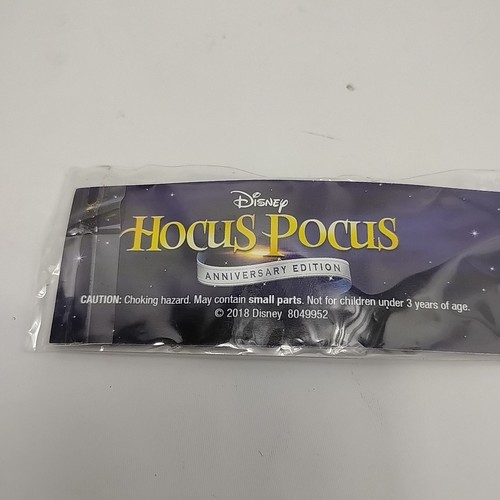 Disney
HOCUS POCUS
ANNIVERSARY EDITION
CAUTION: Choking hazard. May contain small parts. Not for children under 3 years of age.
© 2018 Disney 8049952